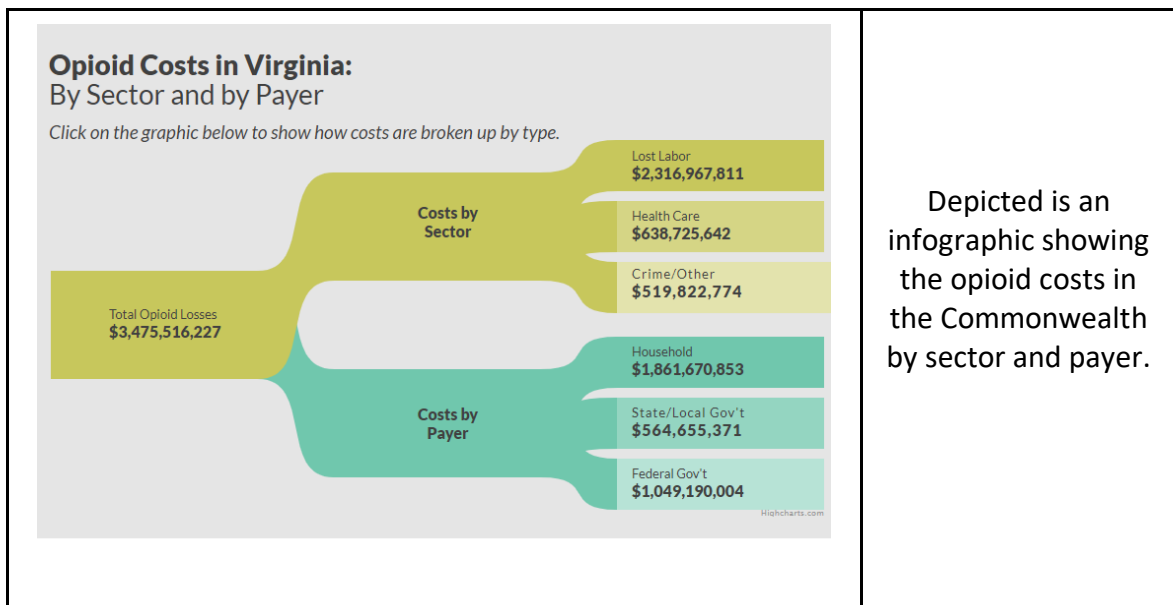 Opioid Costs in Virginia:
By Sector and by Payer
Click on the graphic below to show how costs are broken up by type.
Total Opioid Losses
$3,475,516,227
Costs by
Sector
Lost Labor
$2,316,967,811
Health Care
$638,725,642
Crime/Other
$519,822,774
Costs by
Payer
Household
$1,861,670,853
State/Local Gov't
$564,655,371
Federal Gov't
$1,049,190,004
Highcharts.com
Depicted is an
infographic showing
the opioid costs in
the Commonwealth
by sector and payer.